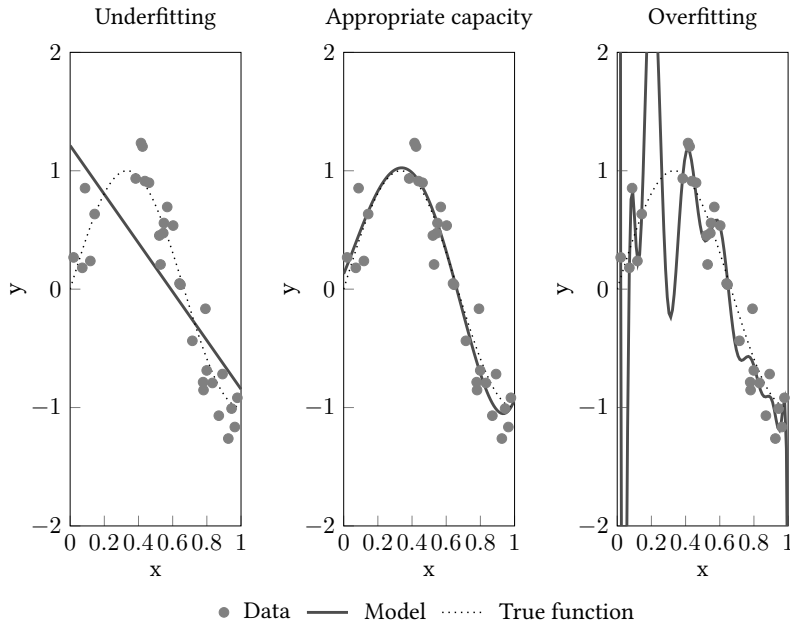 Underfitting
Appropriate capacity
Overfitting
2
1
0
−1
−2
y
0 0.2 0.4 0.6 0.8 1
x
2
1
0
−1
−2
y
0 0.2 0.4 0.6 0.8 1
x
2
1
0
−1
−2
y
0 0.2 0.4 0.6 0.8 1
x
Data Model True function